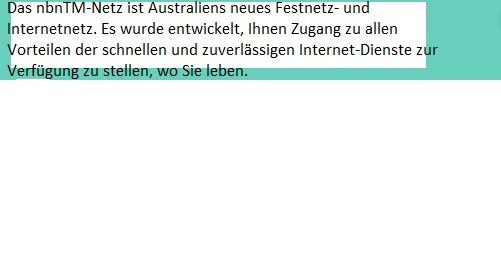 Das nbnTM-Netz ist Australiens neues Festnetz- und
Internetnetz. Es wurde entwickelt, Ihnen Zugang zu allen
Vorteilen der schnellen und zuverlässigen Internet-Dienste zur
Verfügung zu stellen, wo Sie leben.